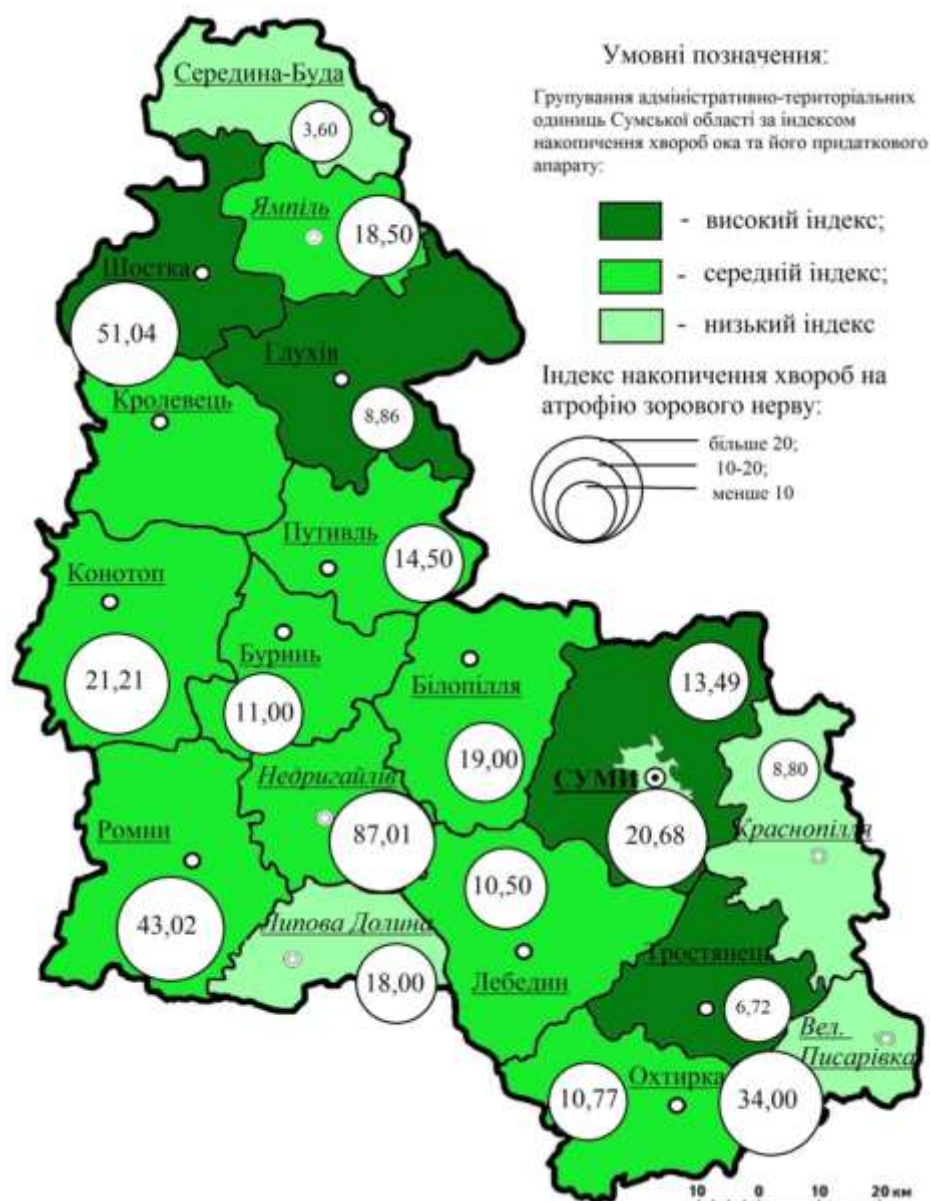 Умовні позначення:
Групування адміністративно-територіальних
одиниць Сумської області за індексом
накопичення хвороб ока та його придаткового
апарату:
- високий індекс;
- середній індекс;
- низький індекс
Індекс накопичення хвороб на
атрофію зорового нерву:
більше 20;
10-20;
менше 10
Середина-Буда
3,60
Ямпіль
18,50
Шостка
51,04
Глухів
8,86
Кролевець
Путивль
14,50
Конотоп
21,21
Буринь
11,00
Білопілля
19,00
13,49
СУМИ
20,68
8,80
Краснопілля
Недригайлів
87,01
Ромни
43,02
Липова Долина
18,00
10,50
Лебедин
Тростянець
6,72
Вел.
Писарівка
34,00
Охтирка
10,77
10 0 10 20 км